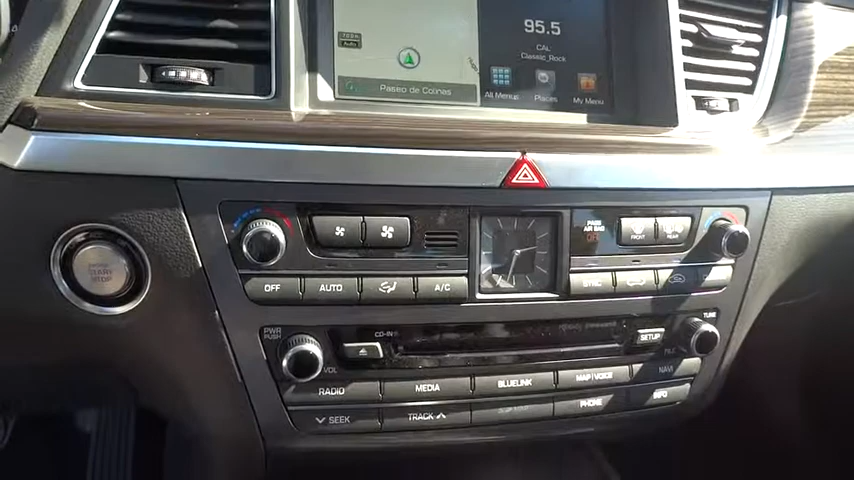 95.5
CAL
Classic_Rock
Auto
Paseo de Colinas
All Menus
Places
My Menu
ENGINE
START
STOP
PASS
AIR BAG
OFF
FRONT
REAR
OFF
AUTO
A/C
SYNC
PWR
PUSH
VOL
CD-IN
SETUP
TUNE
RADIO
MEDIA
BLUELINK
MAP/VOICE
NAVI
SEEK
TRACK
PHONE
INFO